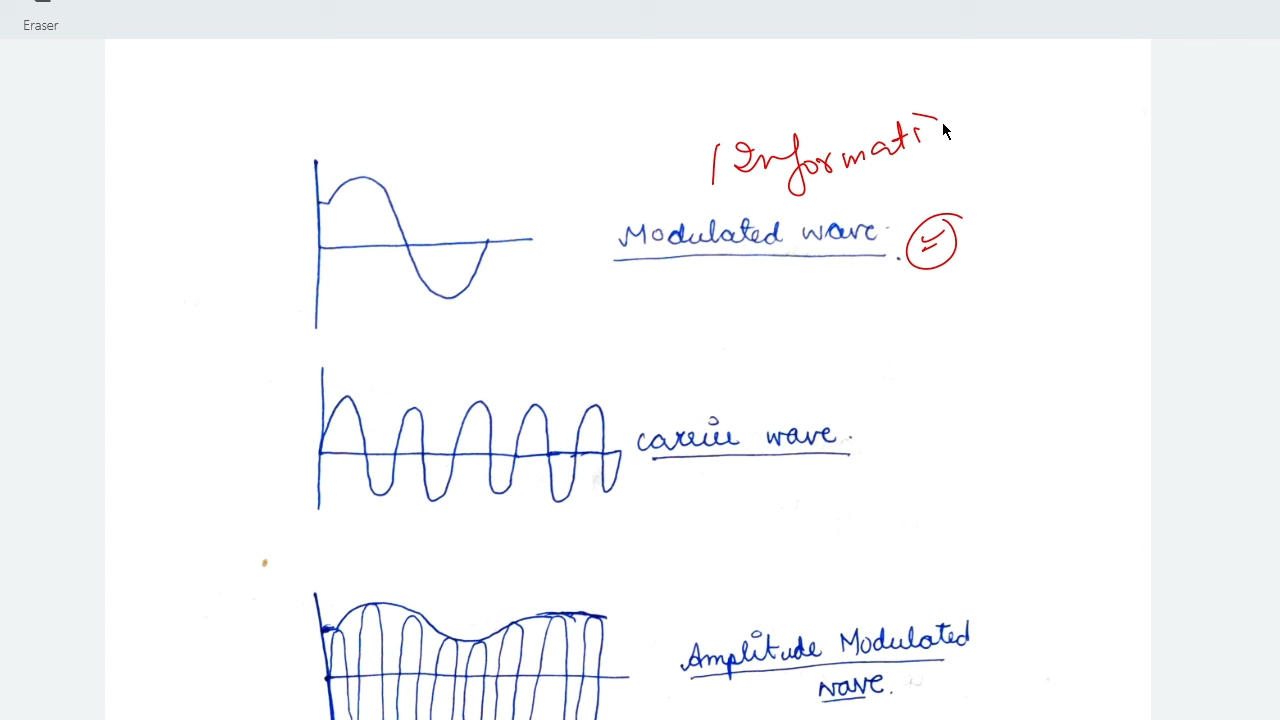 Eraser
/Informati
Modulated wave.
carrier wave.
Amplitude Modulated
wave.